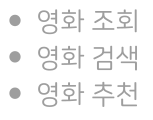 • 영화 조회
• 영화 검색
• 영화 추천